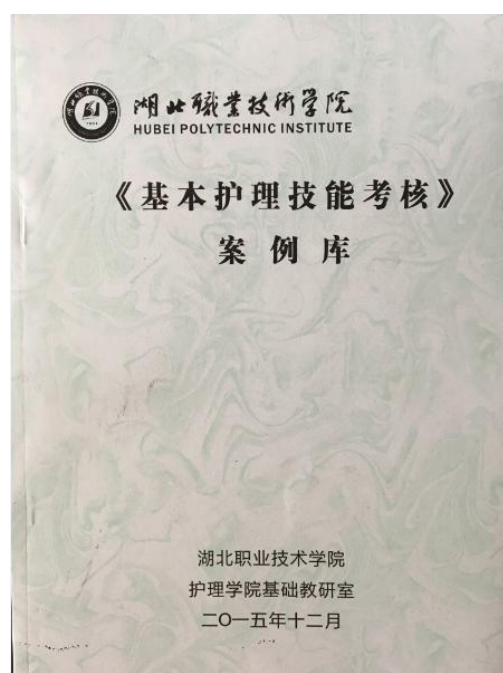 湖北職業技術学院
HUBEI POLYTECHNIC INSTITUTE
《基本护理技能考核》
案例库
湖北职业技术学院
护理学院基础教研室
二〇一五年十二月